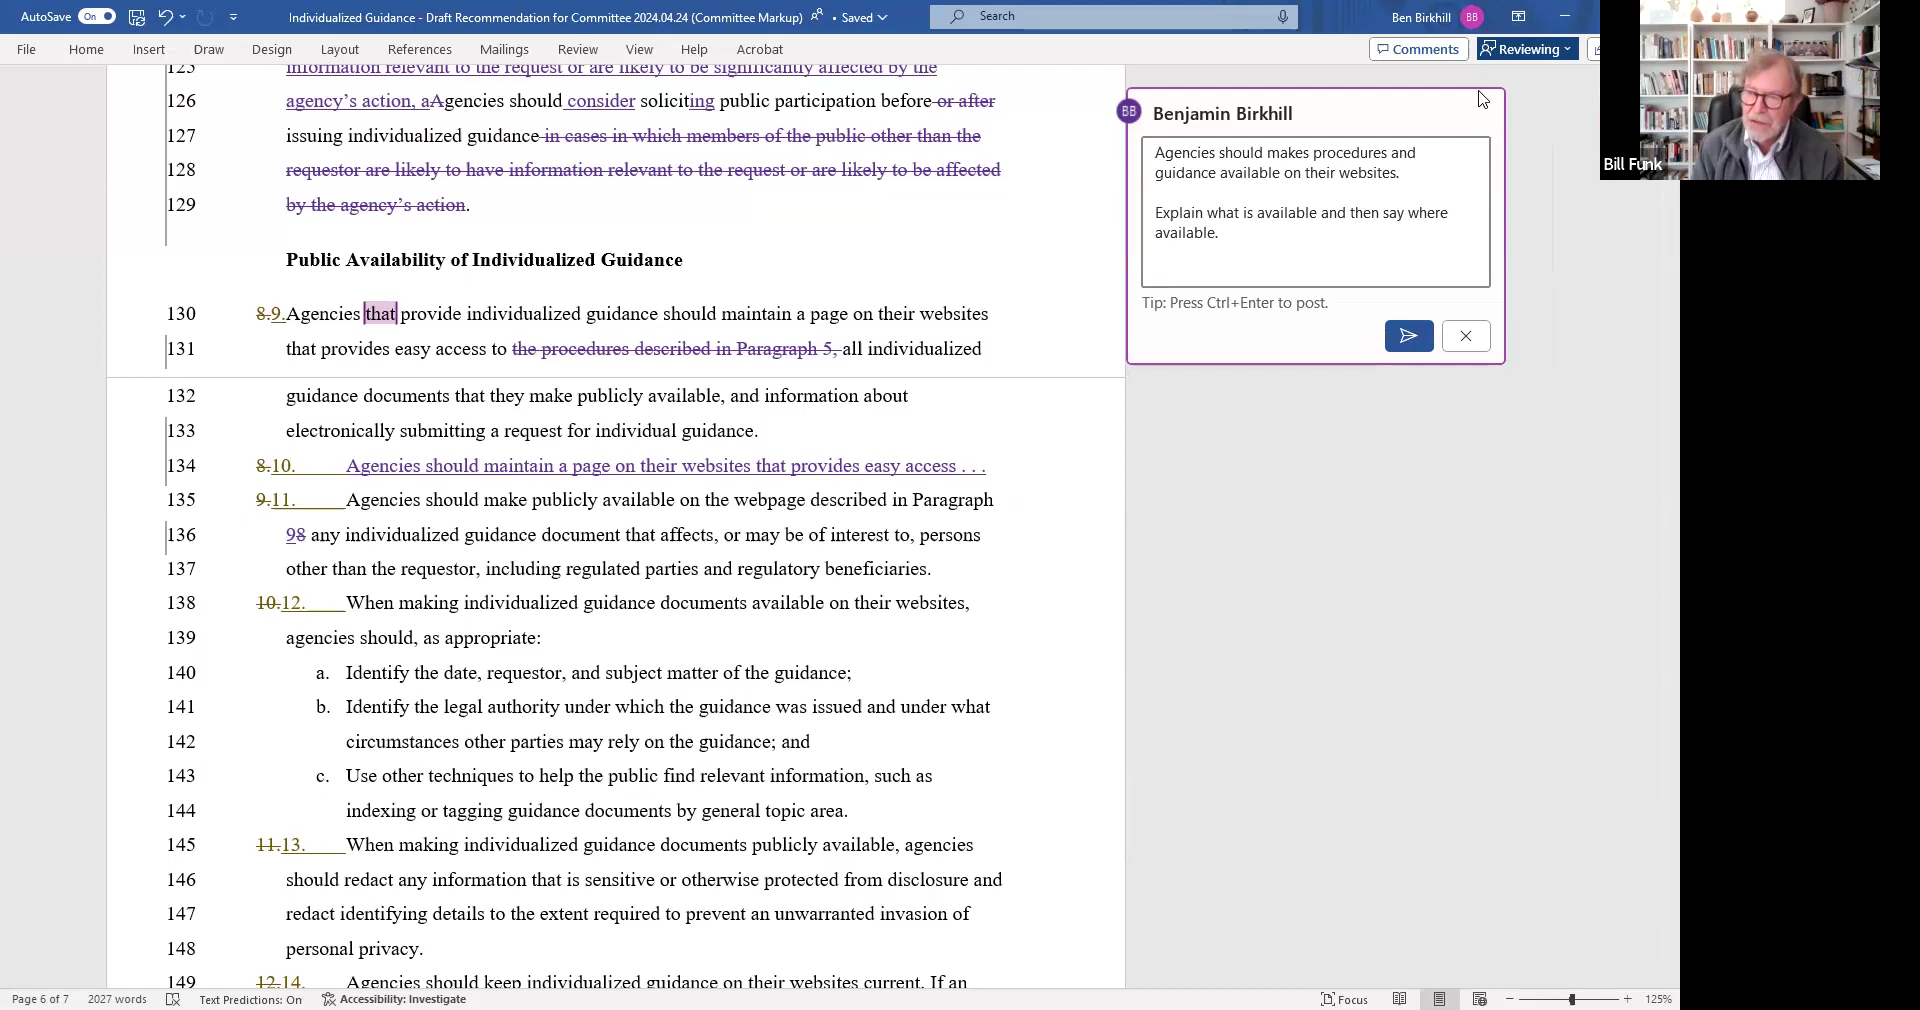 AutoSave On Individualized Guidance - Draft Recommendation for Committee 2024.04.24 (Committee Markup) • Saved Search Ben Birkhill BB
File Home Insert Draw Design Layout References Mailings Review View Help Acrobat Comments Reviewing
125 information relevant to the request or are likely to be significantly affected by the
126 agency's action, aAgencies should consider soliciting public participation before or after
127 issuing individualized guidance in cases in which members of the public other than the
128 requestor are likely to have information relevant to the request or are likely to be affected
129 by the agency's action.
Public Availability of Individualized Guidance
130 8.9.Agencies that provide individualized guidance should maintain a page on their websites
131 that provides easy access to the procedures described in Paragraph 5, all individualized
132 guidance documents that they make publicly available, and information about
133 electronically submitting a request for individual guidance.
134 8.10. Agencies should maintain a page on their websites that provides easy access . . .
135 9.11. Agencies should make publicly available on the webpage described in Paragraph
136 98 any individualized guidance document that affects, or may be of interest to, persons
137 other than the requestor, including regulated parties and regulatory beneficiaries.
138 10.12. When making individualized guidance documents available on their websites,
139 agencies should, as appropriate:
140 a. Identify the date, requestor, and subject matter of the guidance;
141 b. Identify the legal authority under which the guidance was issued and under what
142 circumstances other parties may rely on the guidance; and
143 c. Use other techniques to help the public find relevant information, such as
144 indexing or tagging guidance documents by general topic area.
145 11.13. When making individualized guidance documents publicly available, agencies
146 should redact any information that is sensitive or otherwise protected from disclosure and
147 redact identifying details to the extent required to prevent an unwarranted invasion of
148 personal privacy.
149 12.14. Agencies should keep individualized guidance on their websites current. If an
BB Benjamin Birkhill
Agencies should makes procedures and
guidance available on their websites.
Explain what is available and then say where
available.
Tip: Press Ctrl+Enter to post.
Bill Funk
Page 6 of 7 2027 words Text Predictions: On Accessibility: Investigate Focus 125%